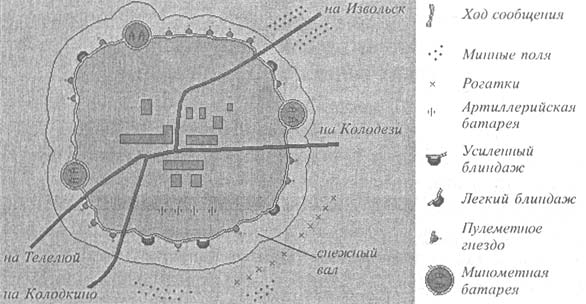 на Извольск
на Колодези
на Телелюй
на Колодкино
снежный
вал
Ход сообщения
Минные поля
Рогатки
Артиллерийская
батарея
Усиленный
блиндаж
Легкий блиндаж
Пулеметное
гнездо
Минометная
батарея